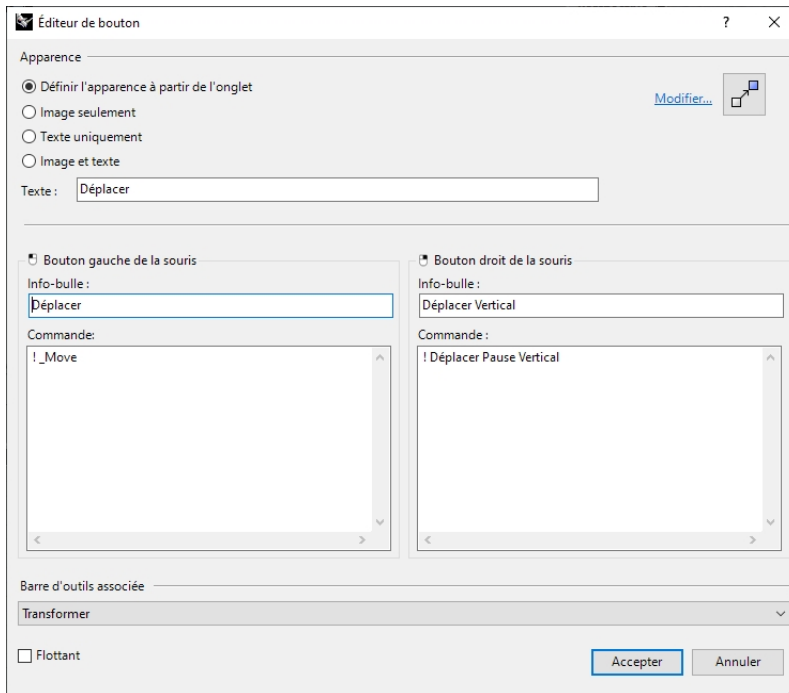 Éditeur de bouton
?
Apparence
Définir l'apparence à partir de l'onglet
Modifier...
Image seulement
Texte uniquement
Image et texte
Texte :
Déplacer
Bouton gauche de la souris
Info-bulle :
Déplacer
Commande:
! _Move
Bouton droit de la souris
Info-bulle :
Déplacer Vertical
Commande :
! Déplacer Pause Vertical
Barre d'outils associée
Transformer
Flottant
Accepter
Annuler